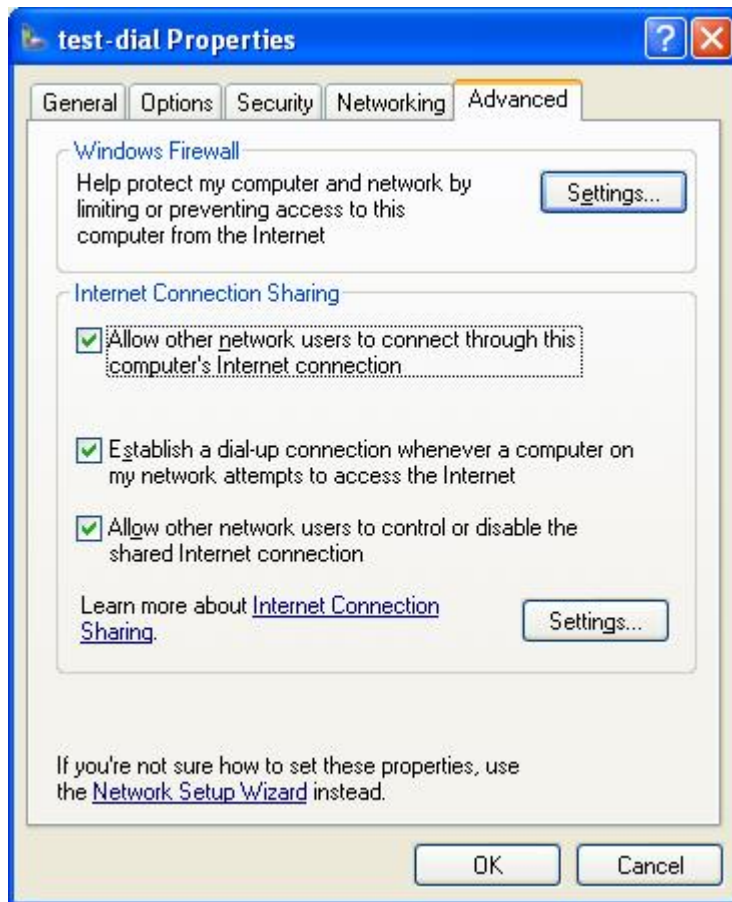 test-dial Properties
General Options Security Networking Advanced
Windows Firewall
Help protect my computer and network by
limiting or preventing access to this
computer from the Internet
Settings...
Internet Connection Sharing
Allow other network users to connect through this
computer's Internet connection
Establish a dial-up connection whenever a computer on
my network attempts to access the Internet
Allow other network users to control or disable the
shared Internet connection
Learn more about Internet Connection
Sharing.
Settings...
If you're not sure how to set these properties, use
the Network Setup Wizard instead.
OK Cancel